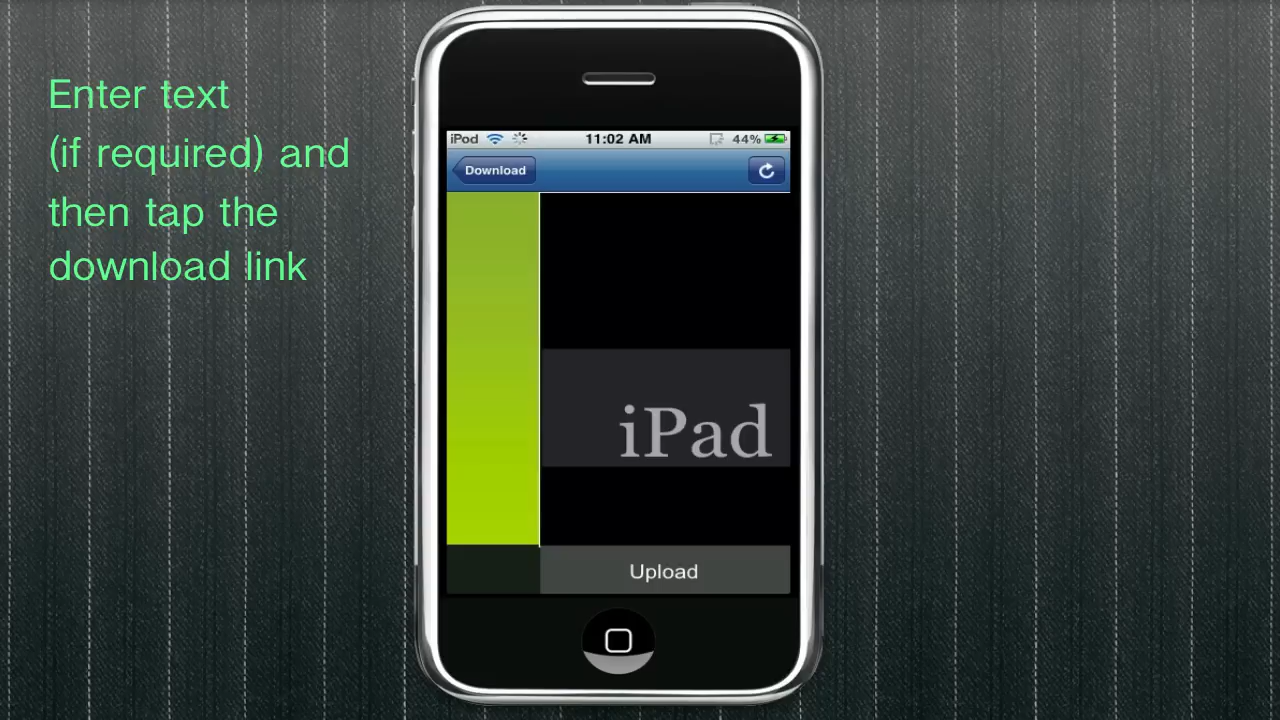 Enter text
(if required) and
then tap the
download link
iPod 11:02 AM 44%
Download
iPad
Upload